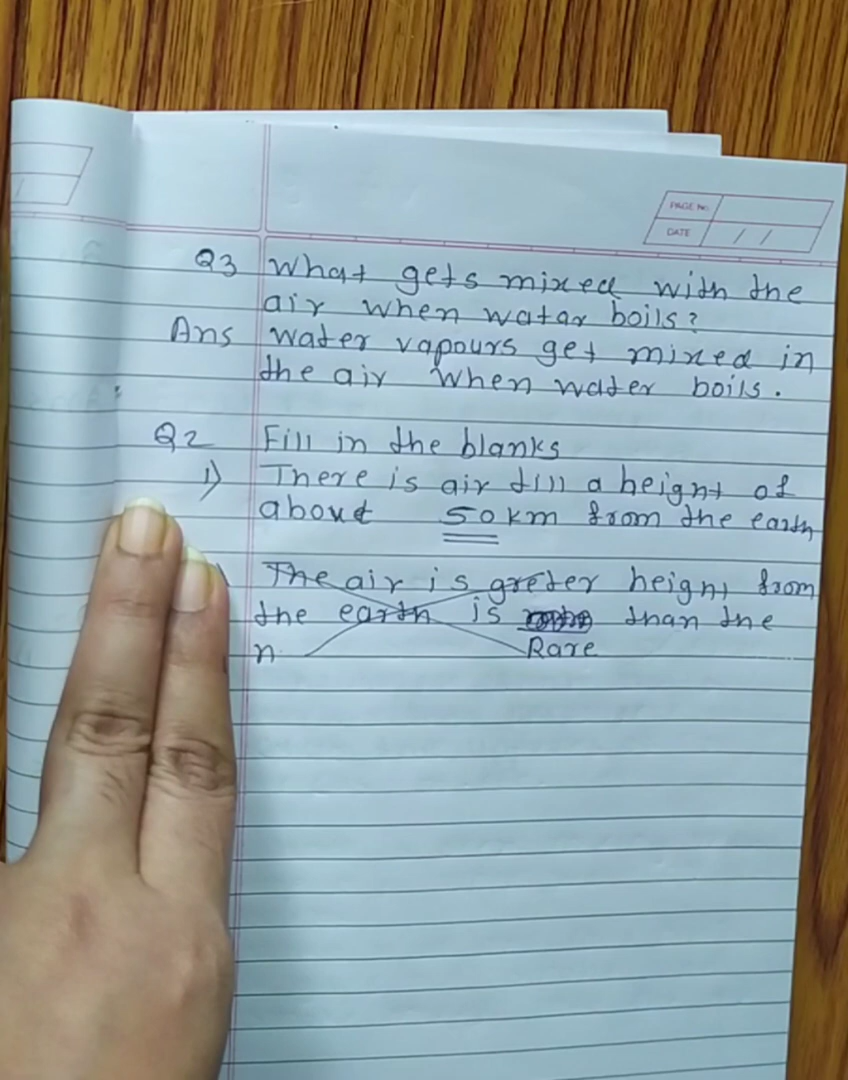 PAGE No.
DATE / /
Q3 What gets mixed with the
air when watar boils?
Ans water vapours get mixed in
the air when water boils.
Q2 Fill in the blanks
1) There is air till a height of
about 50 km from the earth
The air is greter height from
the earth is than the
n Rare